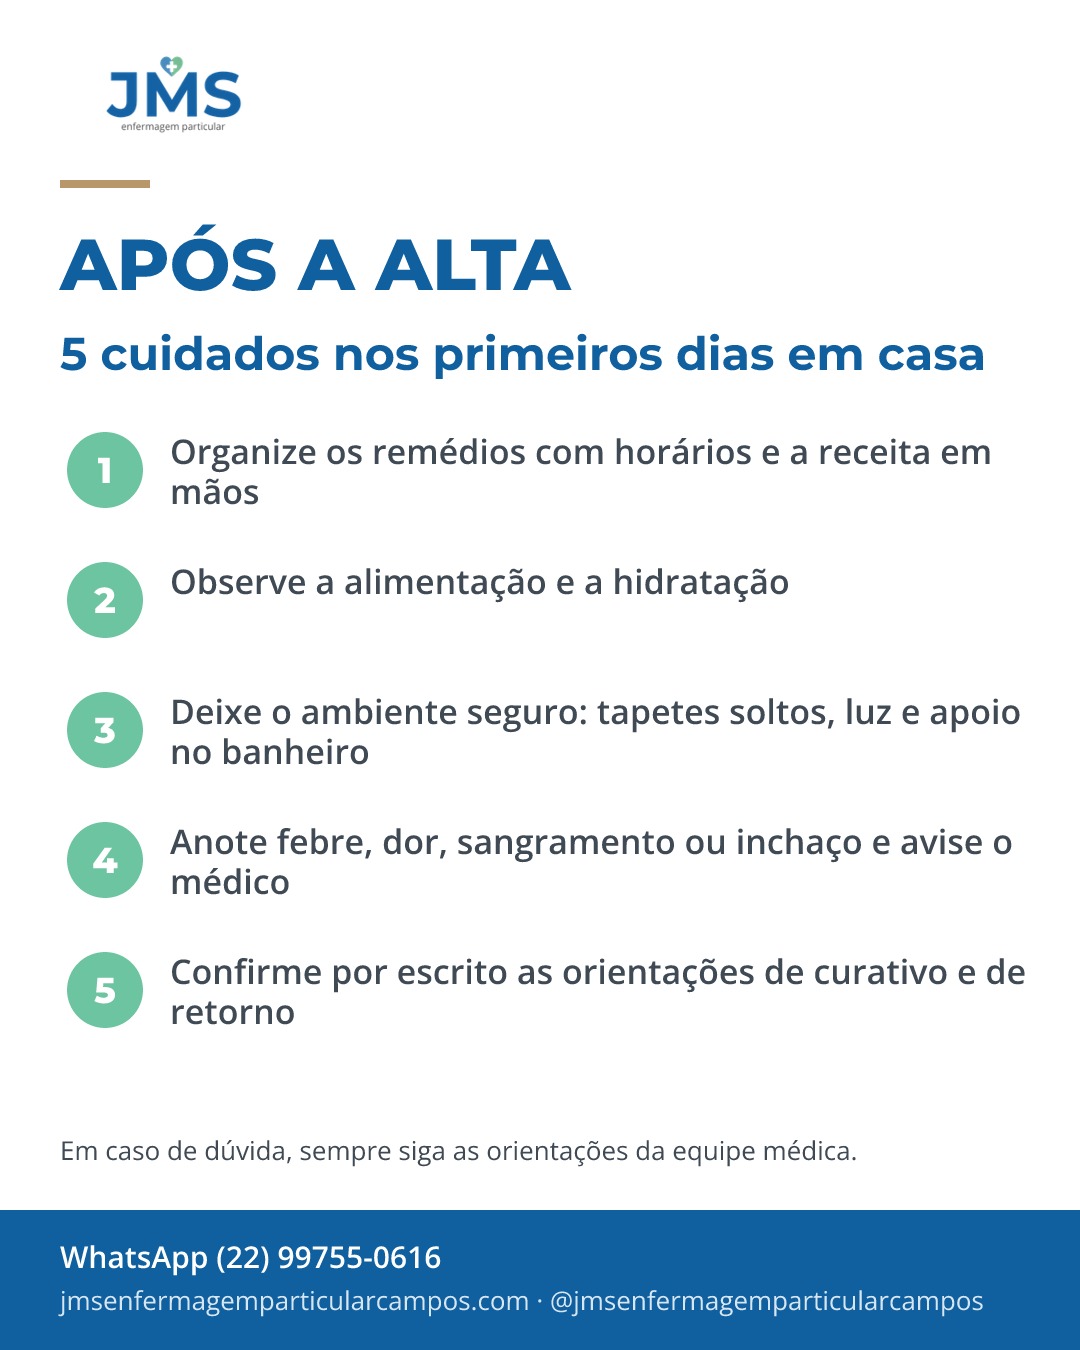 JMS
enfermagem particular
APÓS A ALTA
5 cuidados nos primeiros dias em casa
1
Organize os remédios com horários e a receita em
mãos
2
Observe a alimentação e a hidratação
3
Deixe o ambiente seguro: tapetes soltos, luz e apoio
no banheiro
4
Anote febre, dor, sangramento ou inchaço e avise o
médico
5
Confirme por escrito as orientações de curativo e de
retorno
Em caso de dúvida, sempre siga as orientações da equipe médica.
WhatsApp (22) 99755-0616
jmsenfermagemparticularcampos.com · @jmsenfermagemparticularcampos